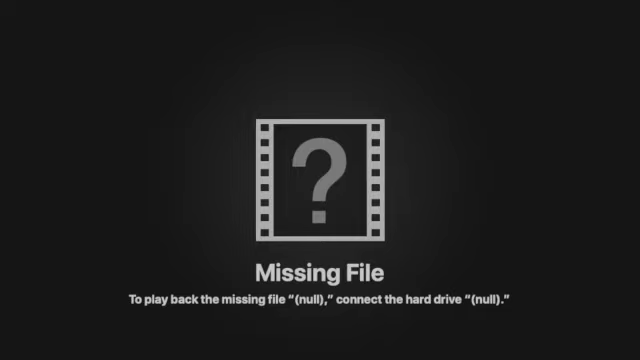 ?
Missing File
To play back the missing file “(null),” connect the hard drive “(null).”